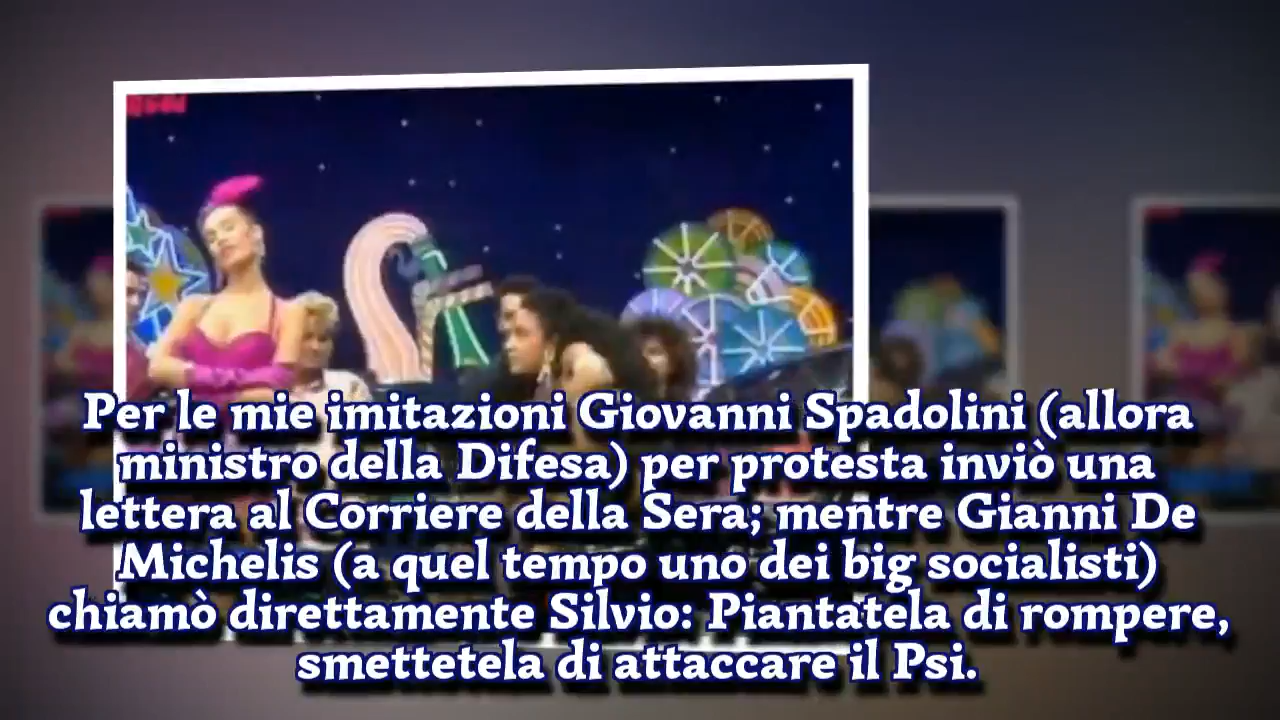 Per le mie imitazioni Giovanni Spadolini (allora
ministro della Difesa) per protesta inviò una
lettera al Corriere della Sera; mentre Gianni De
Michelis (a quel tempo uno dei big socialisti)
chiamò direttamente Silvio: Piantatela di rompere,
smettetela di attaccare il Psi.